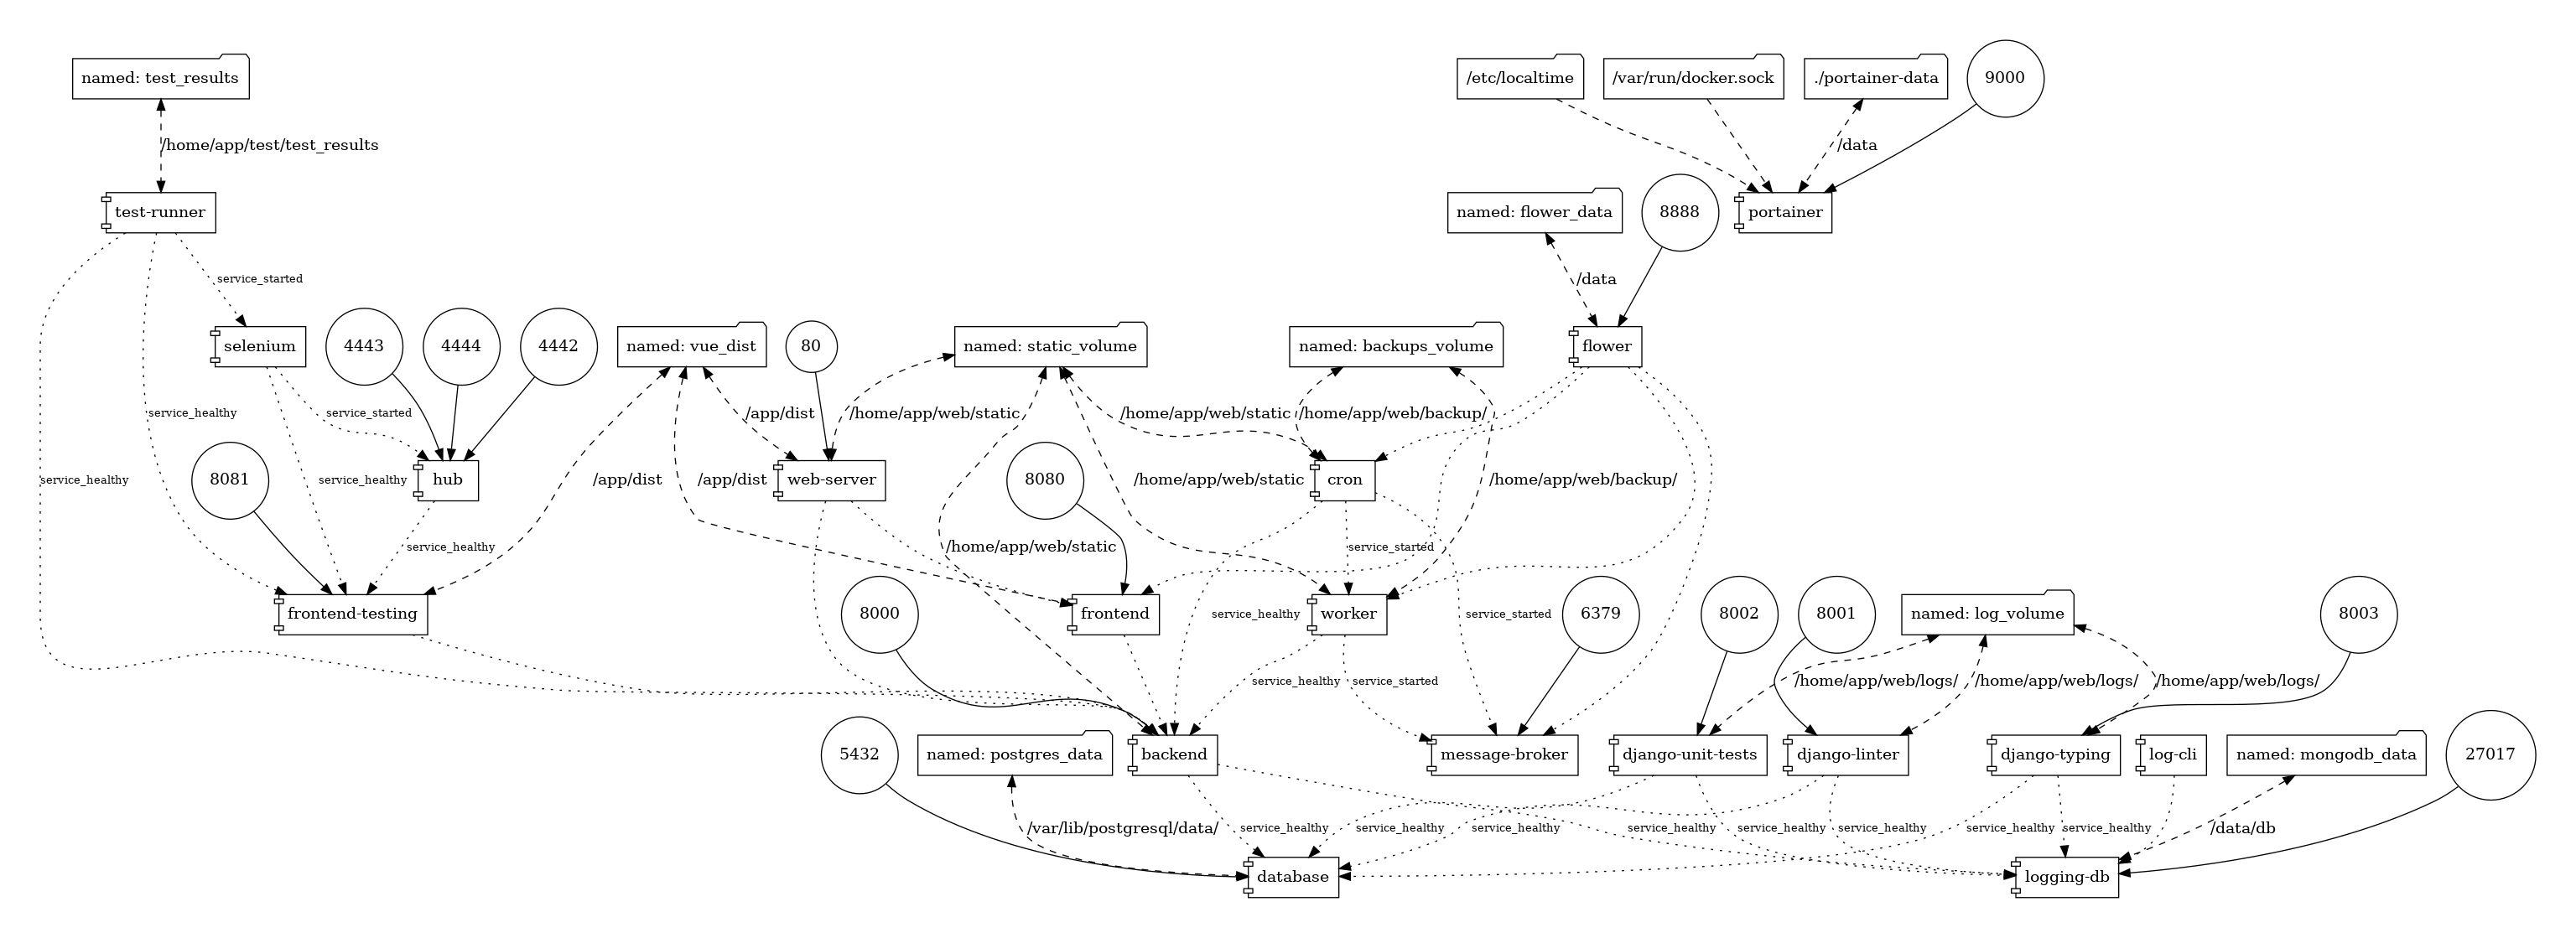 named: test_results
/etc/localtime
/var/run/docker.sock
./portainer-data
9000
/home/app/test/test_results
/data
test-runner
named: flower_data
8888
portainer
service_started
/data
selenium
4443
4444
4442
named: vue_dist
80
named: static_volume
named: backups_volume
flower
service_healthy
service_started
/app/dist
/home/app/web/static
/home/app/web/static
/home/app/web/backup/
service_healthy
8081
service_healthy
hub
/app/dist
/app/dist
web-server
8080
/home/app/web/static
cron
/home/app/web/backup/
service_healthy
/home/app/web/static
service_started
frontend-testing
8000
frontend
service_healthy
worker
service_started
6379
8002
8001
named: log_volume
8003
service_healthy
service_started
/home/app/web/logs/
/home/app/web/logs/
/home/app/web/logs/
5432
named: postgres_data
backend
message-broker
django-unit-tests
django-linter
django-typing
log-cli
named: mongodb_data
27017
/var/lib/postgresql/data/
service_healthy
service_healthy
service_healthy
service_healthy
service_healthy
service_healthy
service_healthy
service_healthy
/data/db
database
logging-db